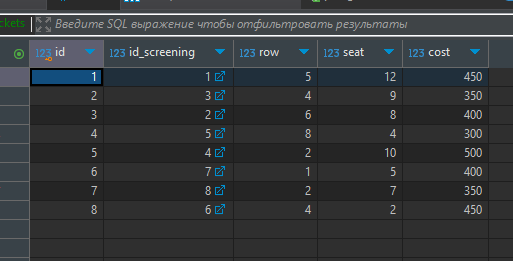 ckets Введите SQL выражение чтобы отфильтровать результаты
123 id 123 id_screening 123 row 123 seat 123 cost
1 1 5 12 450
2 3 4 9 350
3 2 6 8 400
4 5 8 4 300
5 4 2 10 500
6 7 1 5 400
7 8 2 7 350
8 6 4 2 450